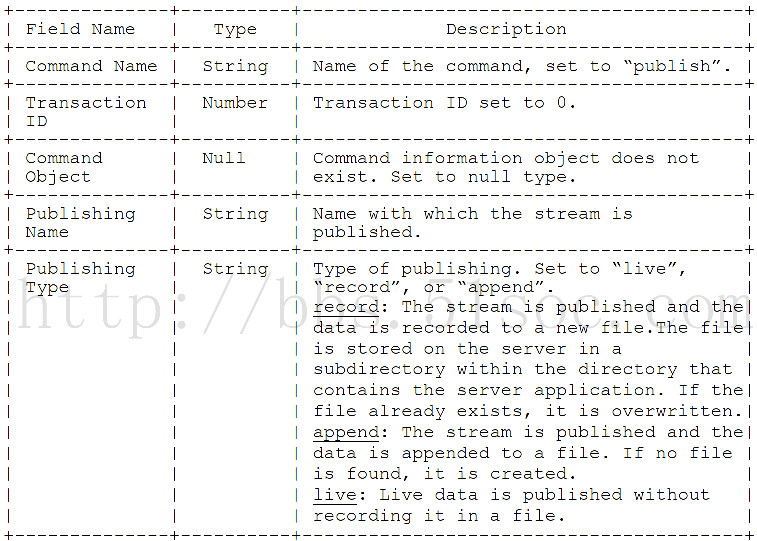 +---------------+----------+-----------------------------------------+
| Field Name | Type | Description |
+---------------+----------+-----------------------------------------+
| Command Name | String | Name of the command, set to “publish”. |
+---------------+----------+-----------------------------------------+
| Transaction | Number | Transaction ID set to 0. |
| ID | | |
+---------------+----------+-----------------------------------------+
| Command | Null | Command information object does not |
| Object | | exist. Set to null type. |
+---------------+----------+-----------------------------------------+
| Publishing | String | Name with which the stream is |
| Name | | published. |
+---------------+----------+-----------------------------------------+
| Publishing | String | Type of publishing. Set to “live”, |
| Type | | “record”, or “append”. |
| | | record: The stream is published and the|
| | | data is recorded to a new file.The file|
| | | is stored on the server in a |
| | | subdirectory within the directory that |
| | | contains the server application. If the|
| | | file already exists, it is overwritten.|
| | | append: The stream is published and the|
| | | data is appended to a file. If no file |
| | | is found, it is created. |
| | | live: Live data is published without |
| | | recording it in a file. |
+---------------+----------+-----------------------------------------+
http://bbs.51soc.com